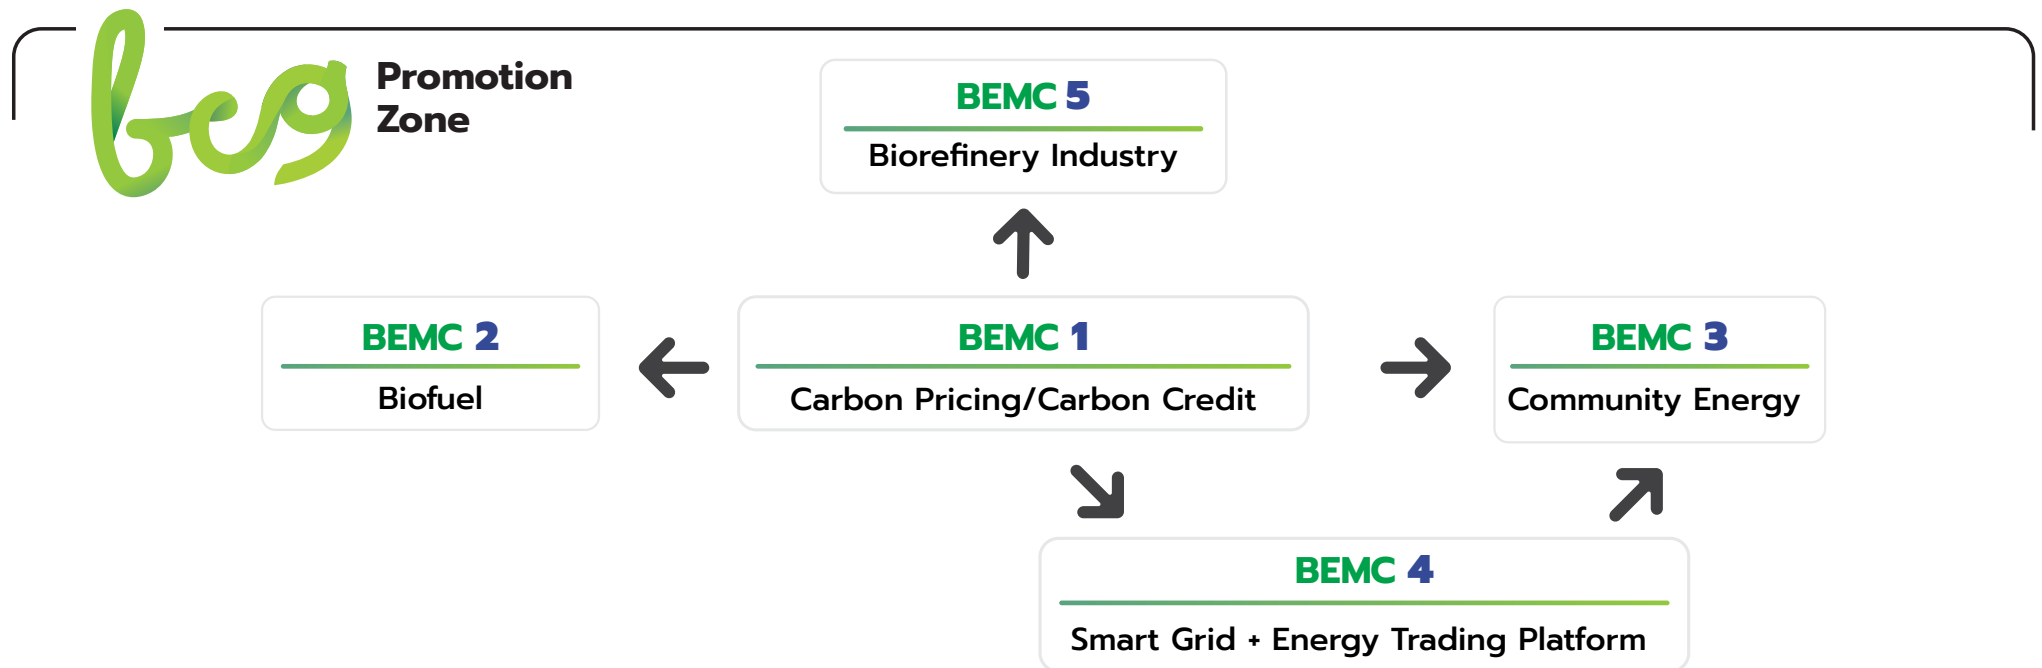 bcg
Promotion
Zone
BEMC 5
Biorefinery Industry
BEMC 2
Biofuel
BEMC 1
Carbon Pricing/Carbon Credit
BEMC 3
Community Energy
BEMC 4
Smart Grid + Energy Trading Platform